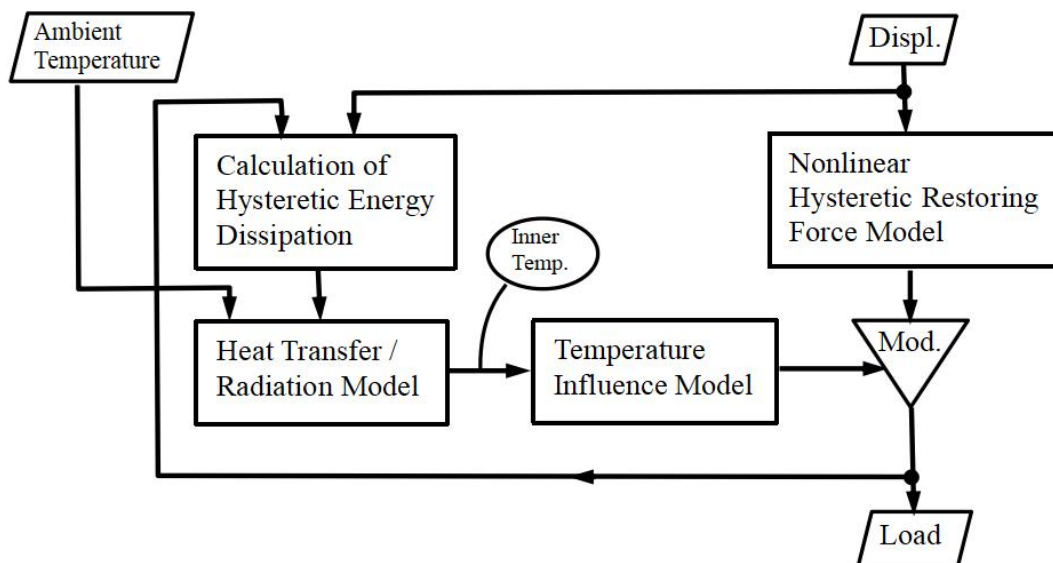 Ambient
Temperature
Displ.
Calculation of
Hysteretic Energy
Dissipation
Nonlinear
Hysteretic Restoring
Force Model
Inner
Temp.
Heat Transfer /
Radiation Model
Temperature
Influence Model
Mod.
Load